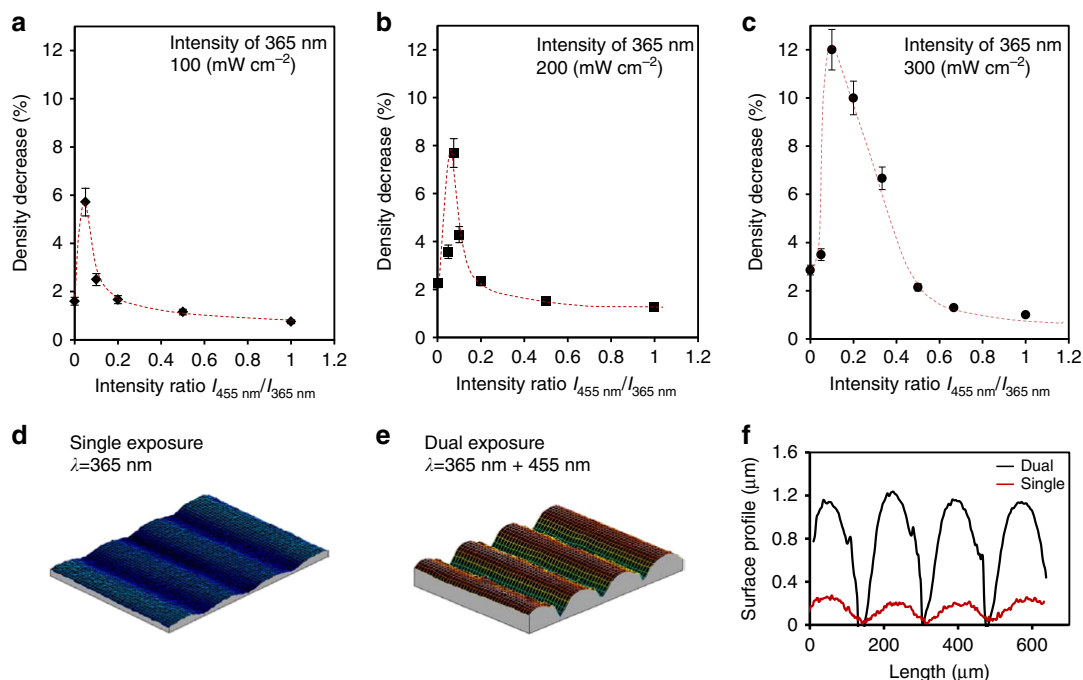 a
Intensity of 365 nm
100 (mW cm⁻²)
Density decrease (%)
12
10
8
6
4
2
0
0 0.2 0.4 0.6 0.8 1 1.2
Intensity ratio I455 nm/I365 nm
b
Intensity of 365 nm
200 (mW cm⁻²)
Density decrease (%)
12
10
8
6
4
2
0
0 0.2 0.4 0.6 0.8 1 1.2
Intensity ratio I455 nm/I365 nm
c
Intensity of 365 nm
300 (mW cm⁻²)
Density decrease (%)
12
10
8
6
4
2
0
0 0.2 0.4 0.6 0.8 1 1.2
Intensity ratio I455 nm/I365 nm
d
Single exposure
λ=365 nm
e
Dual exposure
λ=365 nm + 455 nm
f
Surface profile (μm)
1.6
1.2
0.8
0.4
0
Dual
Single
0 200 400 600
Length (μm)